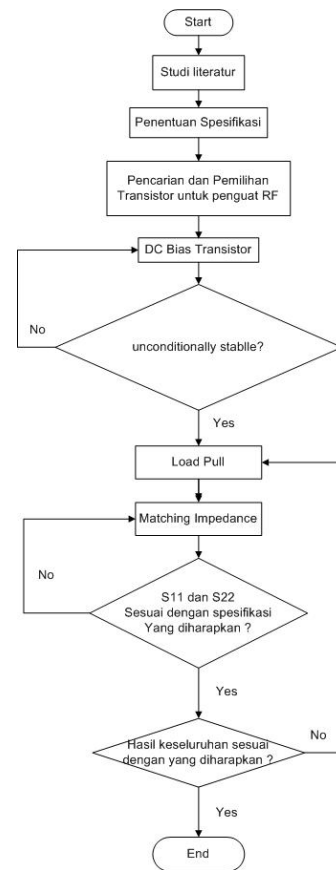 Start
Studi literatur
Penentuan Spesifikasi
Pencarian dan Pemilihan
Transistor untuk penguat RF
DC Bias Transistor
No
unconditionally stablle?
Yes
Load Pull
Matching Impedance
No
S11 dan S22
Sesuai dengan spesifikasi
Yang diharapkan ?
Yes
No
Hasil keseluruhan sesuai
dengan yang diharapkan ?
Yes
End